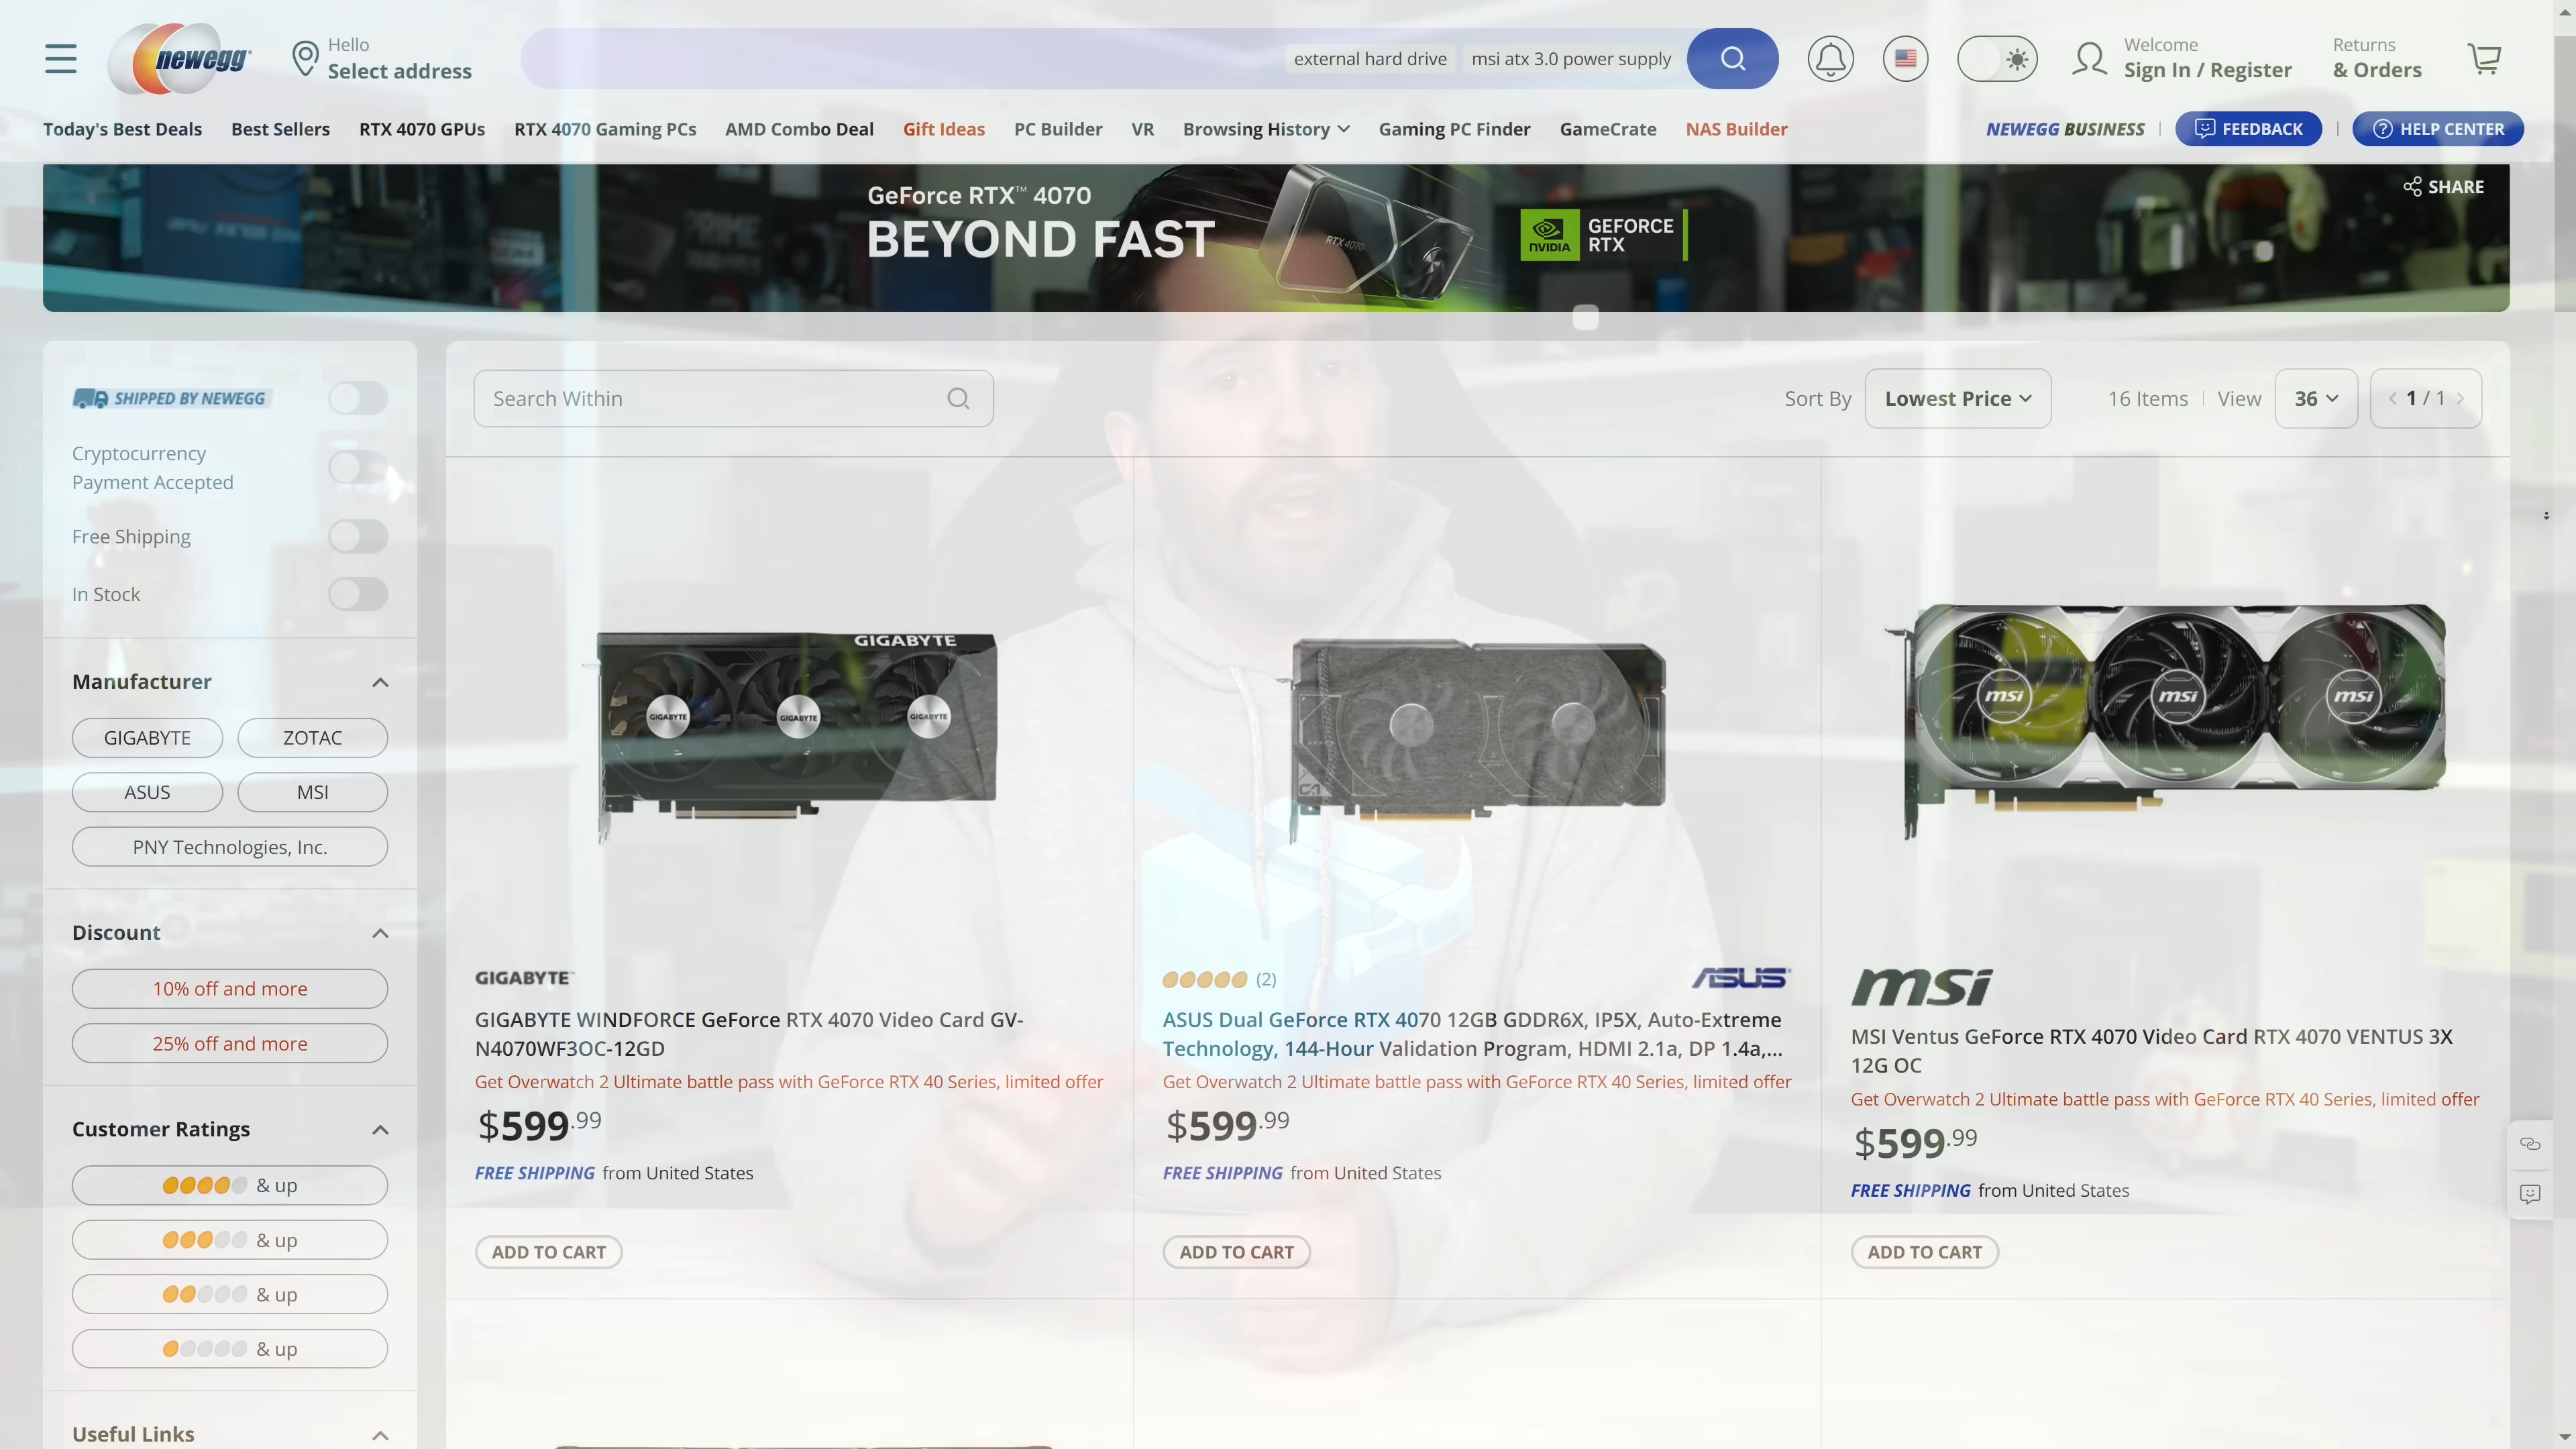 newegg
Hello
Select address
external hard drive
msi atx 3.0 power supply
Welcome
Sign In / Register
Returns
& Orders
Today's Best Deals
Best Sellers
RTX 4070 GPUs
RTX 4070 Gaming PCs
AMD Combo Deal
Gift Ideas
PC Builder
VR
Browsing History
Gaming PC Finder
GameCrate
NAS Builder
NEWEGG BUSINESS
FEEDBACK
HELP CENTER
GeForce RTX™ 4070
BEYOND FAST
RTX 4070
NVIDIA
GEFORCE
RTX
SHARE
SHIPPED BY NEWEGG
Cryptocurrency
Payment Accepted
Free Shipping
In Stock
Manufacturer
GIGABYTE
ZOTAC
ASUS
MSI
PNY Technologies, Inc.
Discount
10% off and more
25% off and more
Customer Ratings
& up
& up
& up
& up
Useful Links
Search Within
Sort By
Lowest Price
16 Items
View
36
1 / 1
GIGABYTE
GIGABYTE
GIGABYTE
GIGABYTE
GIGABYTE™
GIGABYTE WINDFORCE GeForce RTX 4070 Video Card GV-
N4070WF3OC-12GD
Get Overwatch 2 Ultimate battle pass with GeForce RTX 40 Series, limited offer
$599.99
FREE SHIPPING from United States
ADD TO CART
(2)
ASUS
ASUS Dual GeForce RTX 4070 12GB GDDR6X, IP5X, Auto-Extreme
Technology, 144-Hour Validation Program, HDMI 2.1a, DP 1.4a,...
Get Overwatch 2 Ultimate battle pass with GeForce RTX 40 Series, limited offer
$599.99
FREE SHIPPING from United States
ADD TO CART
msi
msi
msi
msi
MSI Ventus GeForce RTX 4070 Video Card RTX 4070 VENTUS 3X
12G OC
Get Overwatch 2 Ultimate battle pass with GeForce RTX 40 Series, limited offer
$599.99
FREE SHIPPING from United States
ADD TO CART